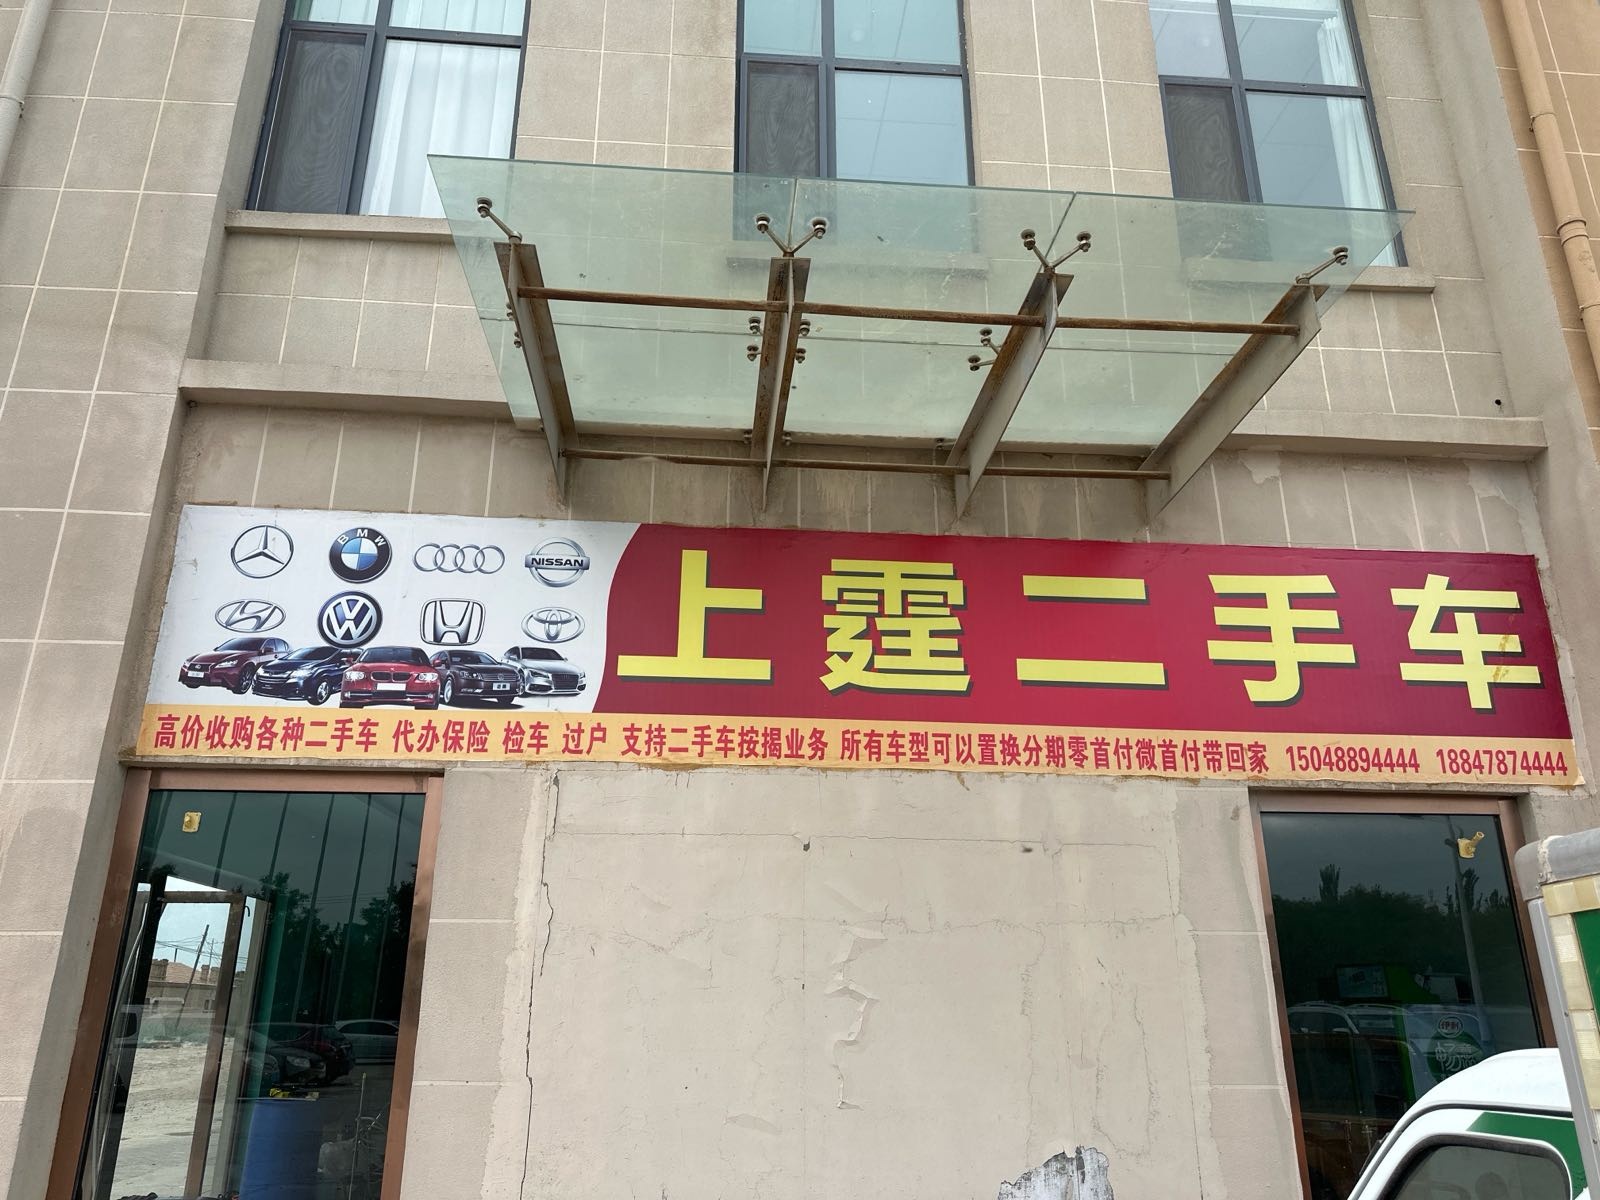 BMW
NISSAN
上霆二手车
高价收购各种二手车 代办保险 检车 过户 支持二手车按揭业务 所有车型可以置换分期零首付微首付带回家 15048894444 18847874444
伊利